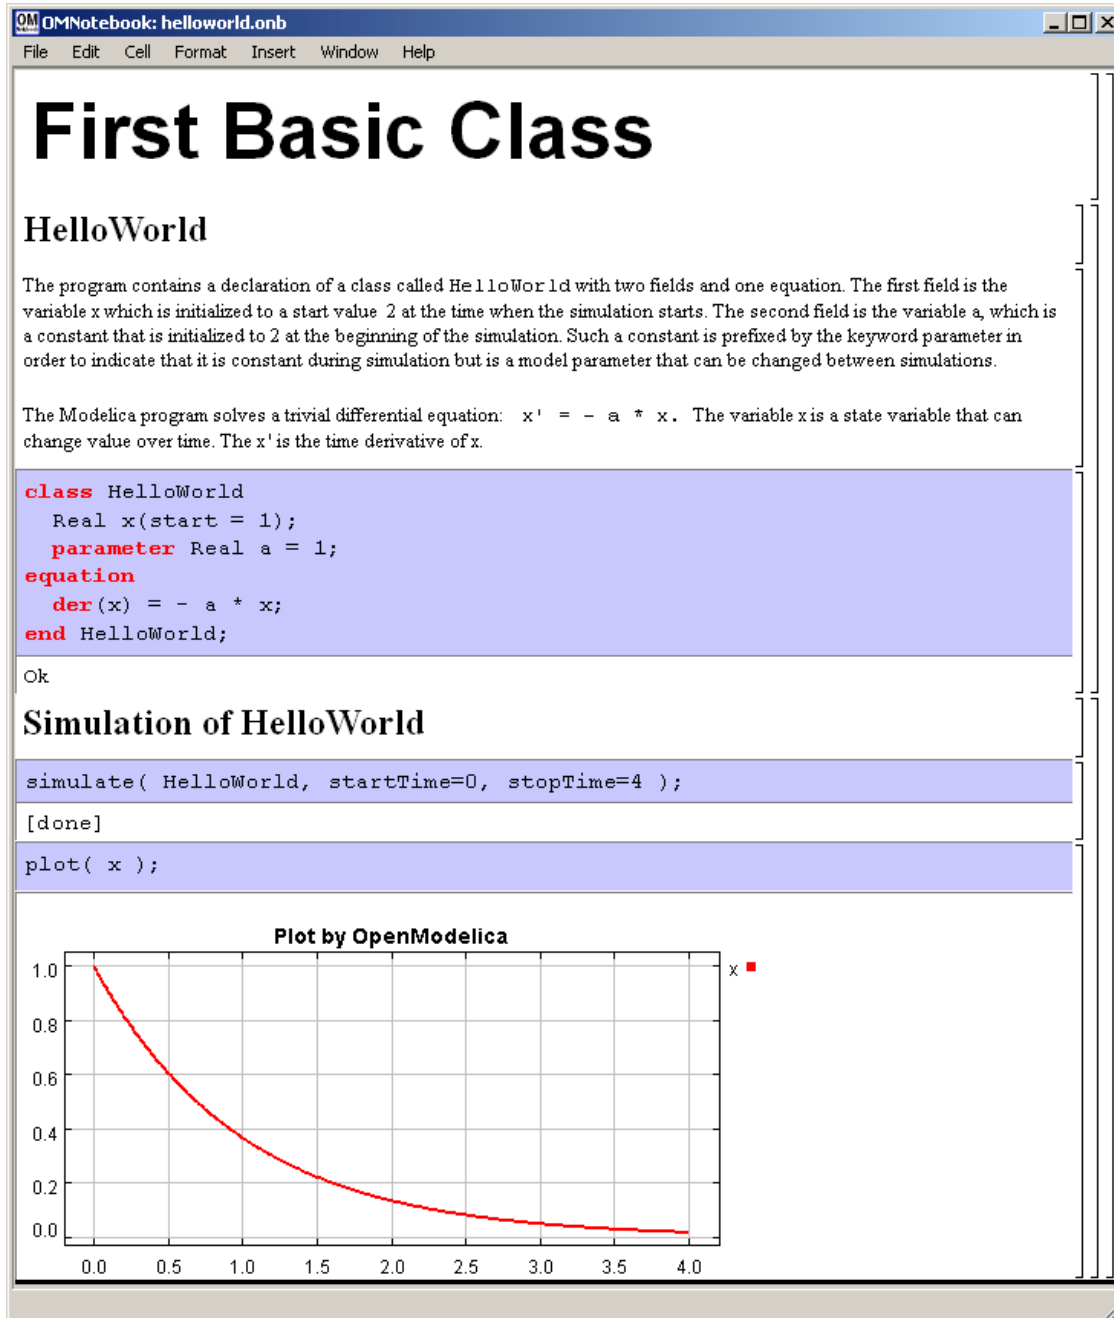 OMNotebook: helloworld.onb
File Edit Cell Format Insert Window Help
First Basic Class
HelloWorld
The program contains a declaration of a class called HelloWorld with two fields and one equation. The first field is the
variable x which is initialized to a start value 2 at the time when the simulation starts. The second field is the variable a, which is
a constant that is initialized to 2 at the beginning of the simulation. Such a constant is prefixed by the keyword parameter in
order to indicate that it is constant during simulation but is a model parameter that can be changed between simulations.
The Modelica program solves a trivial differential equation: x' = - a * x. The variable x is a state variable that can
change value over time. The x' is the time derivative of x.
class HelloWorld
Real x(start = 1);
parameter Real a = 1;
equation
der(x) = - a * x;
end HelloWorld;
Ok
Simulation of HelloWorld
simulate( HelloWorld, startTime=0, stopTime=4 );
[done]
plot( x );
Plot by OpenModelica
x
1.0
0.8
0.6
0.4
0.2
0.0
0.0 0.5 1.0 1.5 2.0 2.5 3.0 3.5 4.0